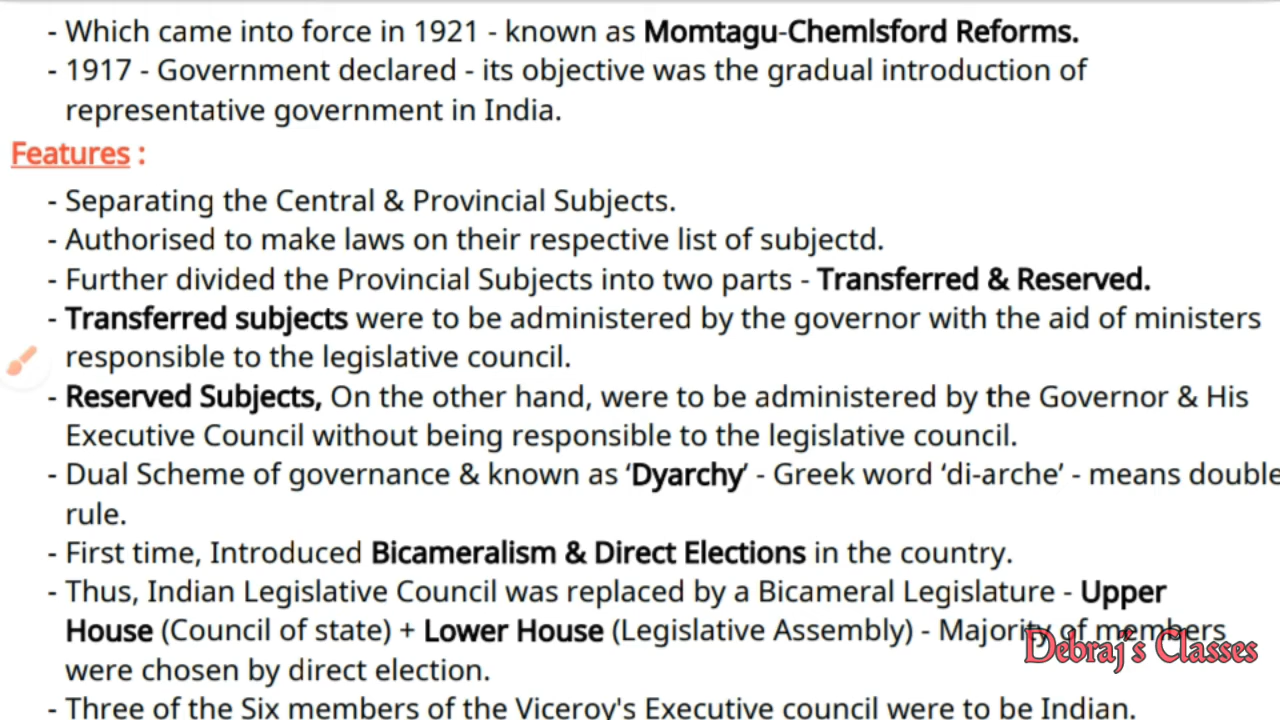 - Which came into force in 1921 - known as Momtagu-Chemlsford Reforms.
- 1917 - Government declared - its objective was the gradual introduction of
representative government in India.
Features :
- Separating the Central & Provincial Subjects.
- Authorised to make laws on their respective list of subjectd.
- Further divided the Provincial Subjects into two parts - Transferred & Reserved.
- Transferred subjects were to be administered by the governor with the aid of ministers
responsible to the legislative council.
- Reserved Subjects, On the other hand, were to be administered by the Governor & His
Executive Council without being responsible to the legislative council.
- Dual Scheme of governance & known as ‘Dyarchy’ - Greek word ‘di-arche’ - means double
rule.
- First time, Introduced Bicameralism & Direct Elections in the country.
- Thus, Indian Legislative Council was replaced by a Bicameral Legislature - Upper
House (Council of state) + Lower House (Legislative Assembly) - Majority of members
Debraj's Classes
were chosen by direct election.
- Three of the Six members of the Viceroy's Executive council were to be Indian.